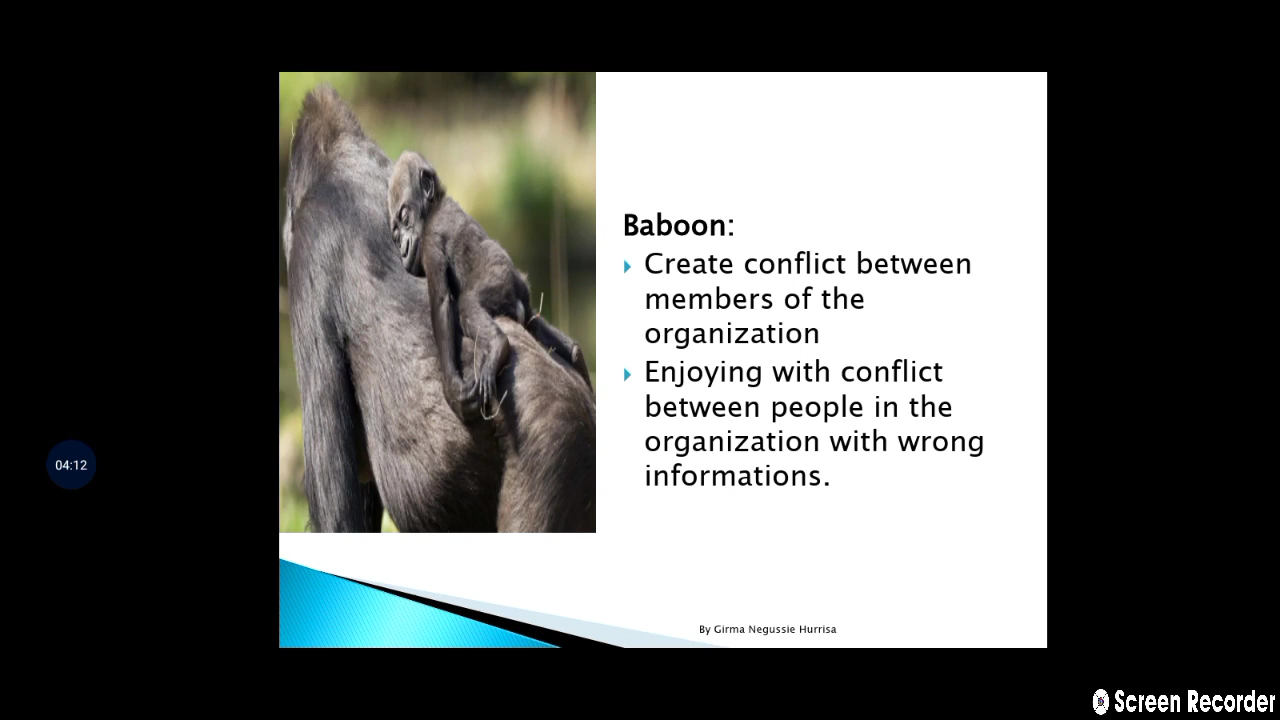 Baboon:
Create conflict between
members of the
organization
Enjoying with conflict
between people in the
organization with wrong
informations.
04:12
By Girma Negussie Hurrisa
Screen Recorder